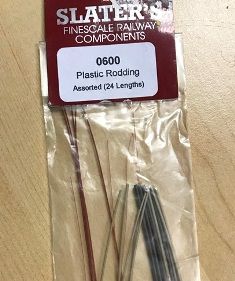 SLATER'S
FINESCALE RAILWAY
COMPONENTS
0600
Plastic Rodding
Assorted (24 Lengths)